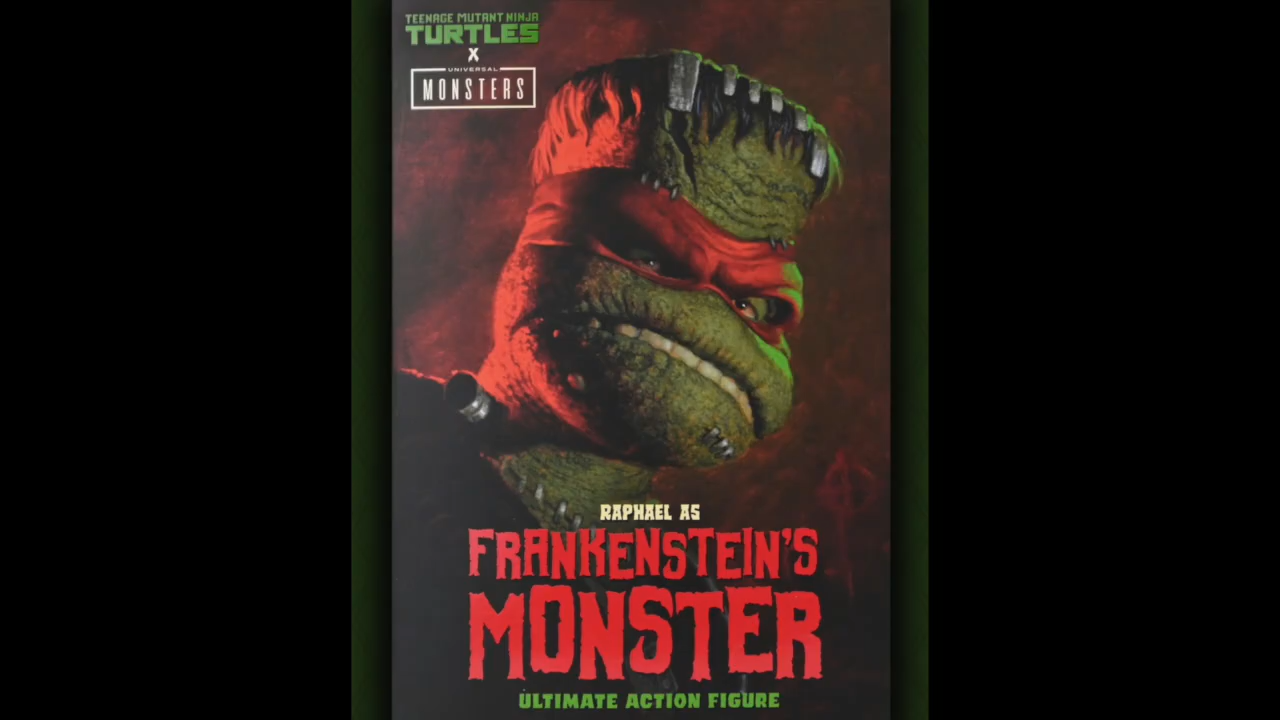 TEENAGE MUTANT NINJA
TURTLES
X
UNIVERSAL
MONSTERS
RAPHAEL AS
FRANKENSTEIN'S
MONSTER
ULTIMATE ACTION FIGURE